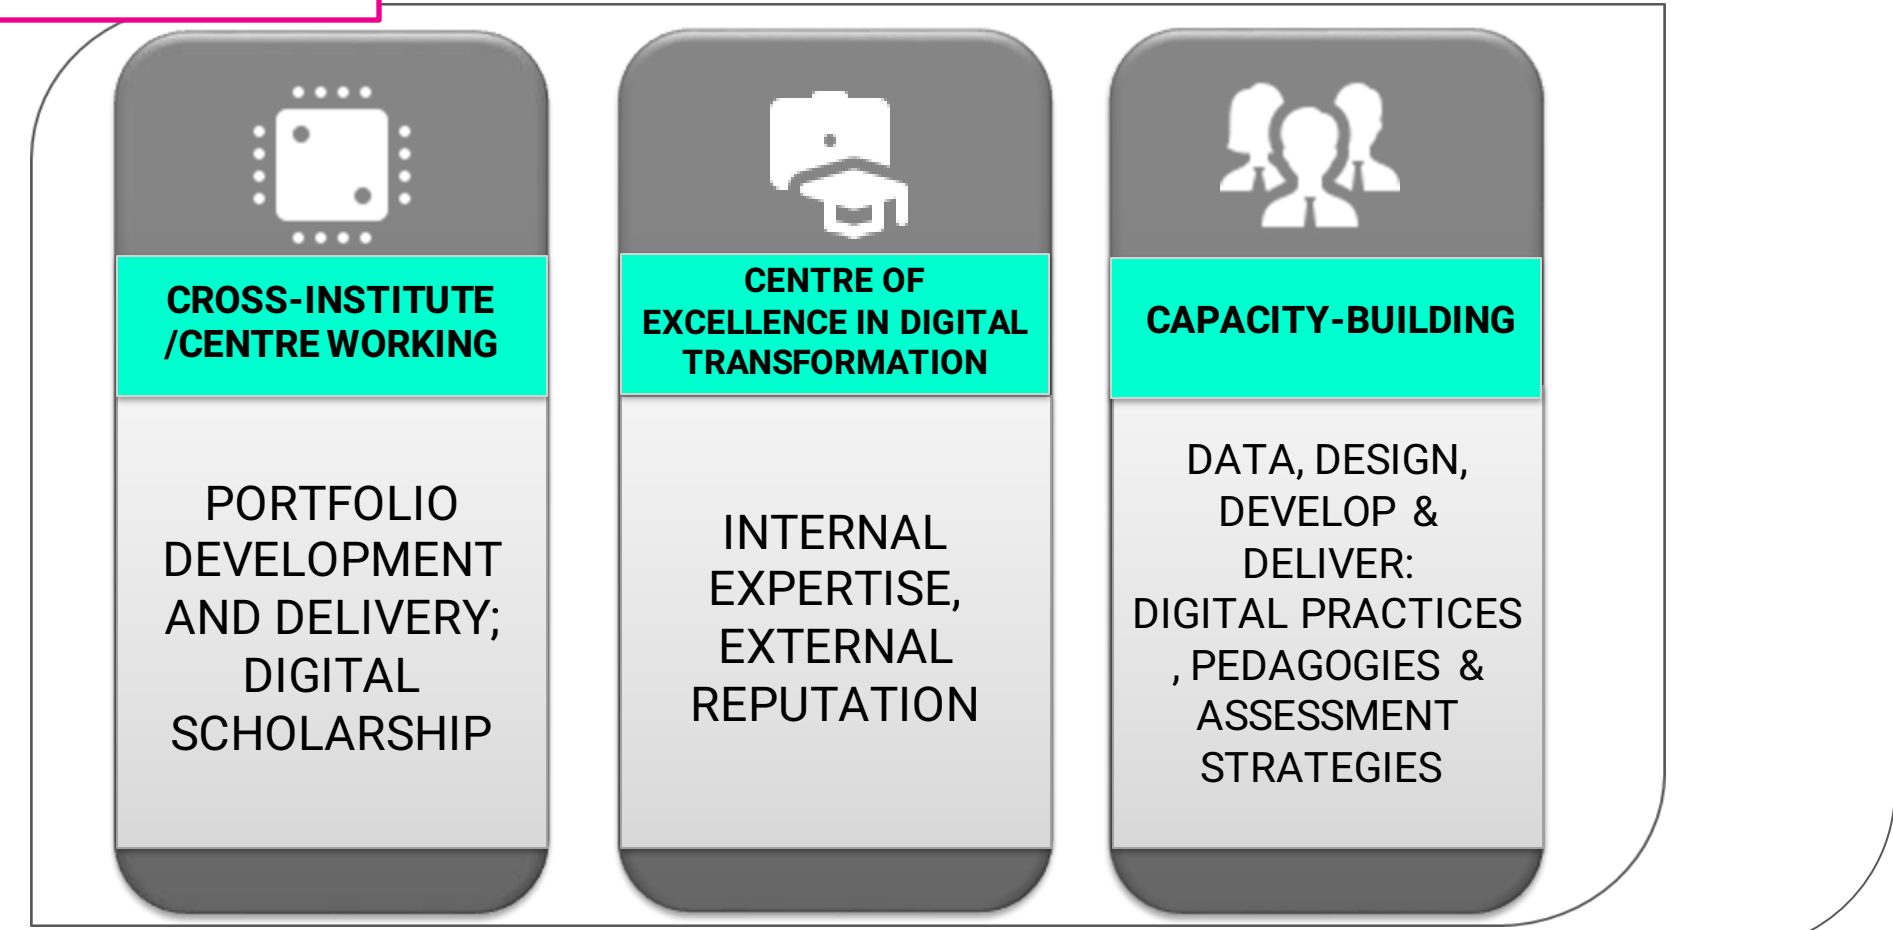 CROSS-INSTITUTE
/CENTRE WORKING
PORTFOLIO
DEVELOPMENT
AND DELIVERY;
DIGITAL
SCHOLARSHIP
CENTRE OF
EXCELLENCE IN DIGITAL
TRANSFORMATION
INTERNAL
EXPERTISE,
EXTERNAL
REPUTATION
CAPACITY-BUILDING
DATA, DESIGN,
DEVELOP &
DELIVER:
DIGITAL PRACTICES
, PEDAGOGIES &
ASSESSMENT
STRATEGIES